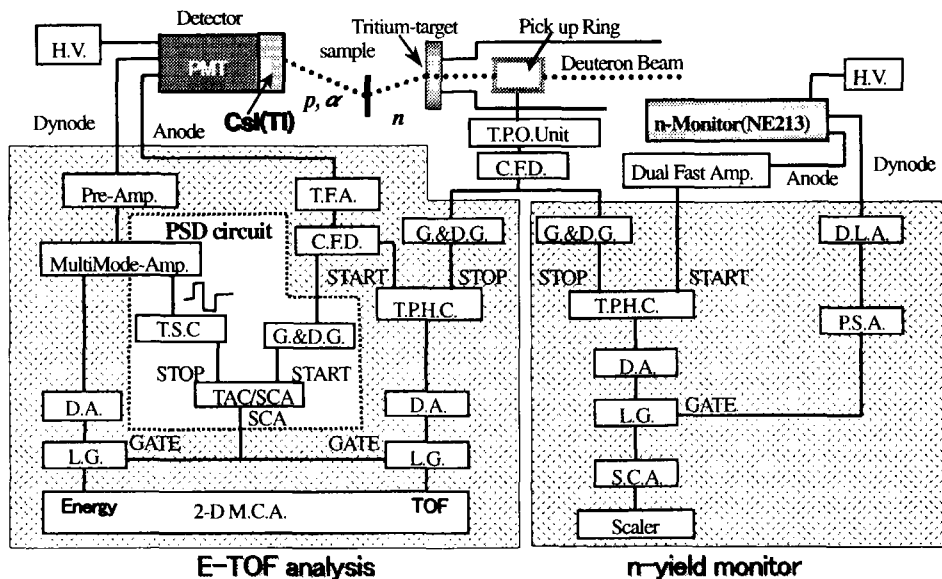 Detector
H.V.
PMT
CsI(Tl)
sample
p, α
n
Tritium-target
Pick up Ring
Deuteron Beam
H.V.
n-Monitor(NE213)
Dynode
Anode
T.P.O.Unit
C.F.D.
Dual Fast Amp.
Anode
Dynode
Pre-Amp.
T.F.A.
PSD circuit
C.F.D.
G.&D.G.
G.&D.G.
D.L.A.
MultiMode-Amp.
START
STOP
STOP
START
T.P.H.C.
T.P.H.C.
T.S.C
G.&D.G.
P.S.A.
STOP
START
TAC/SCA
SCA
D.A.
D.A.
D.A.
L.G.
GATE
GATE
GATE
L.G.
L.G.
S.C.A.
Energy
2-D M.C.A.
TOF
Scaler
E-TOF analysis
n-yield monitor